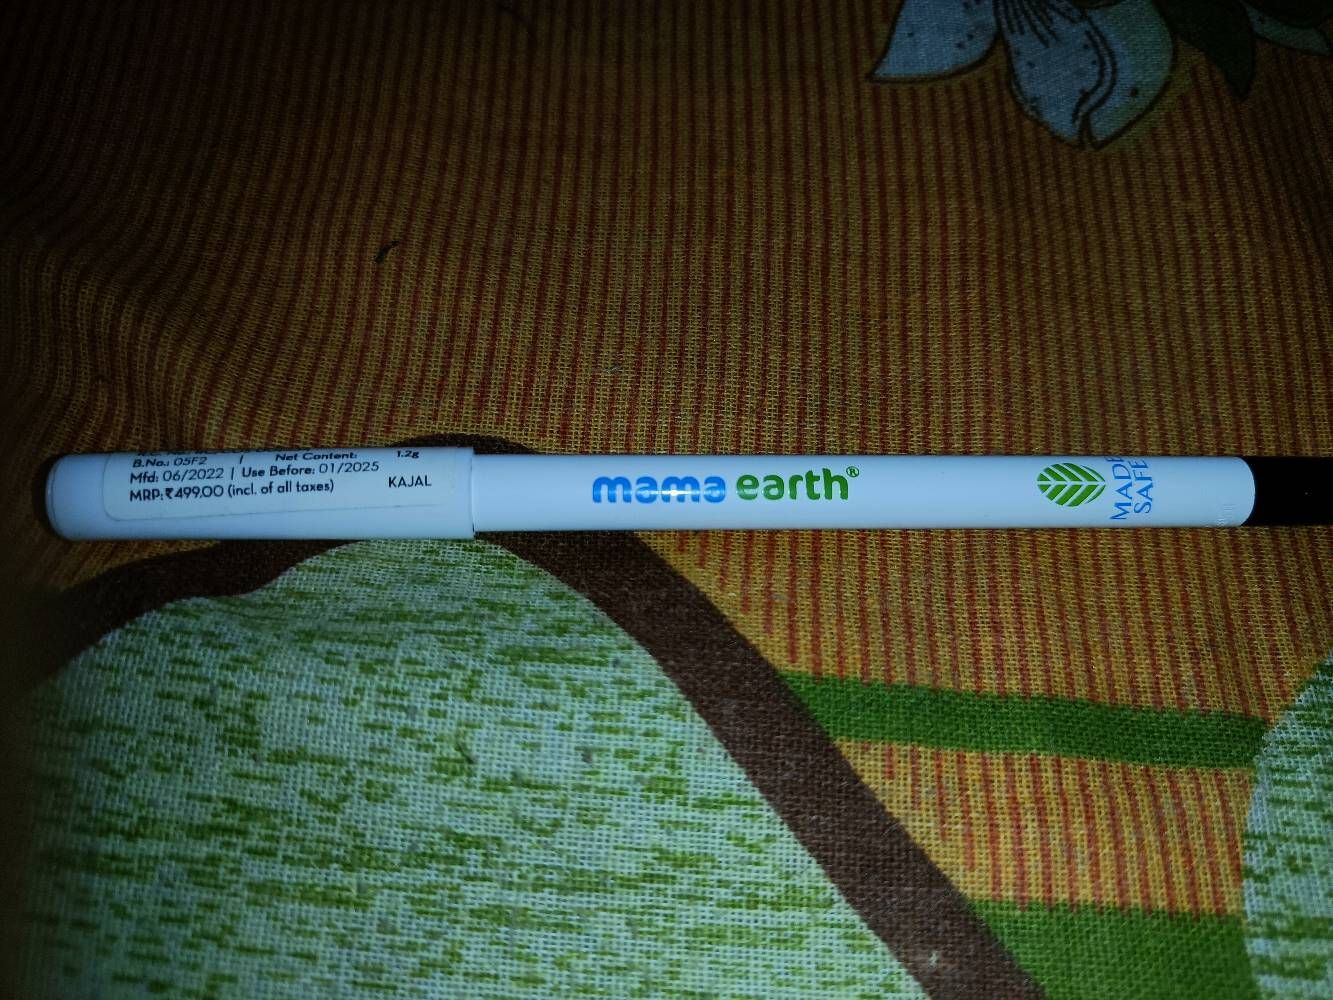 B.No.: 05F2 | Net Content: 1.2g
Mfd: 06/2022 | Use Before: 01/2025
MRP:₹499.00 (incl. of all taxes)
KAJAL
mama earth®
MADE
SAFE